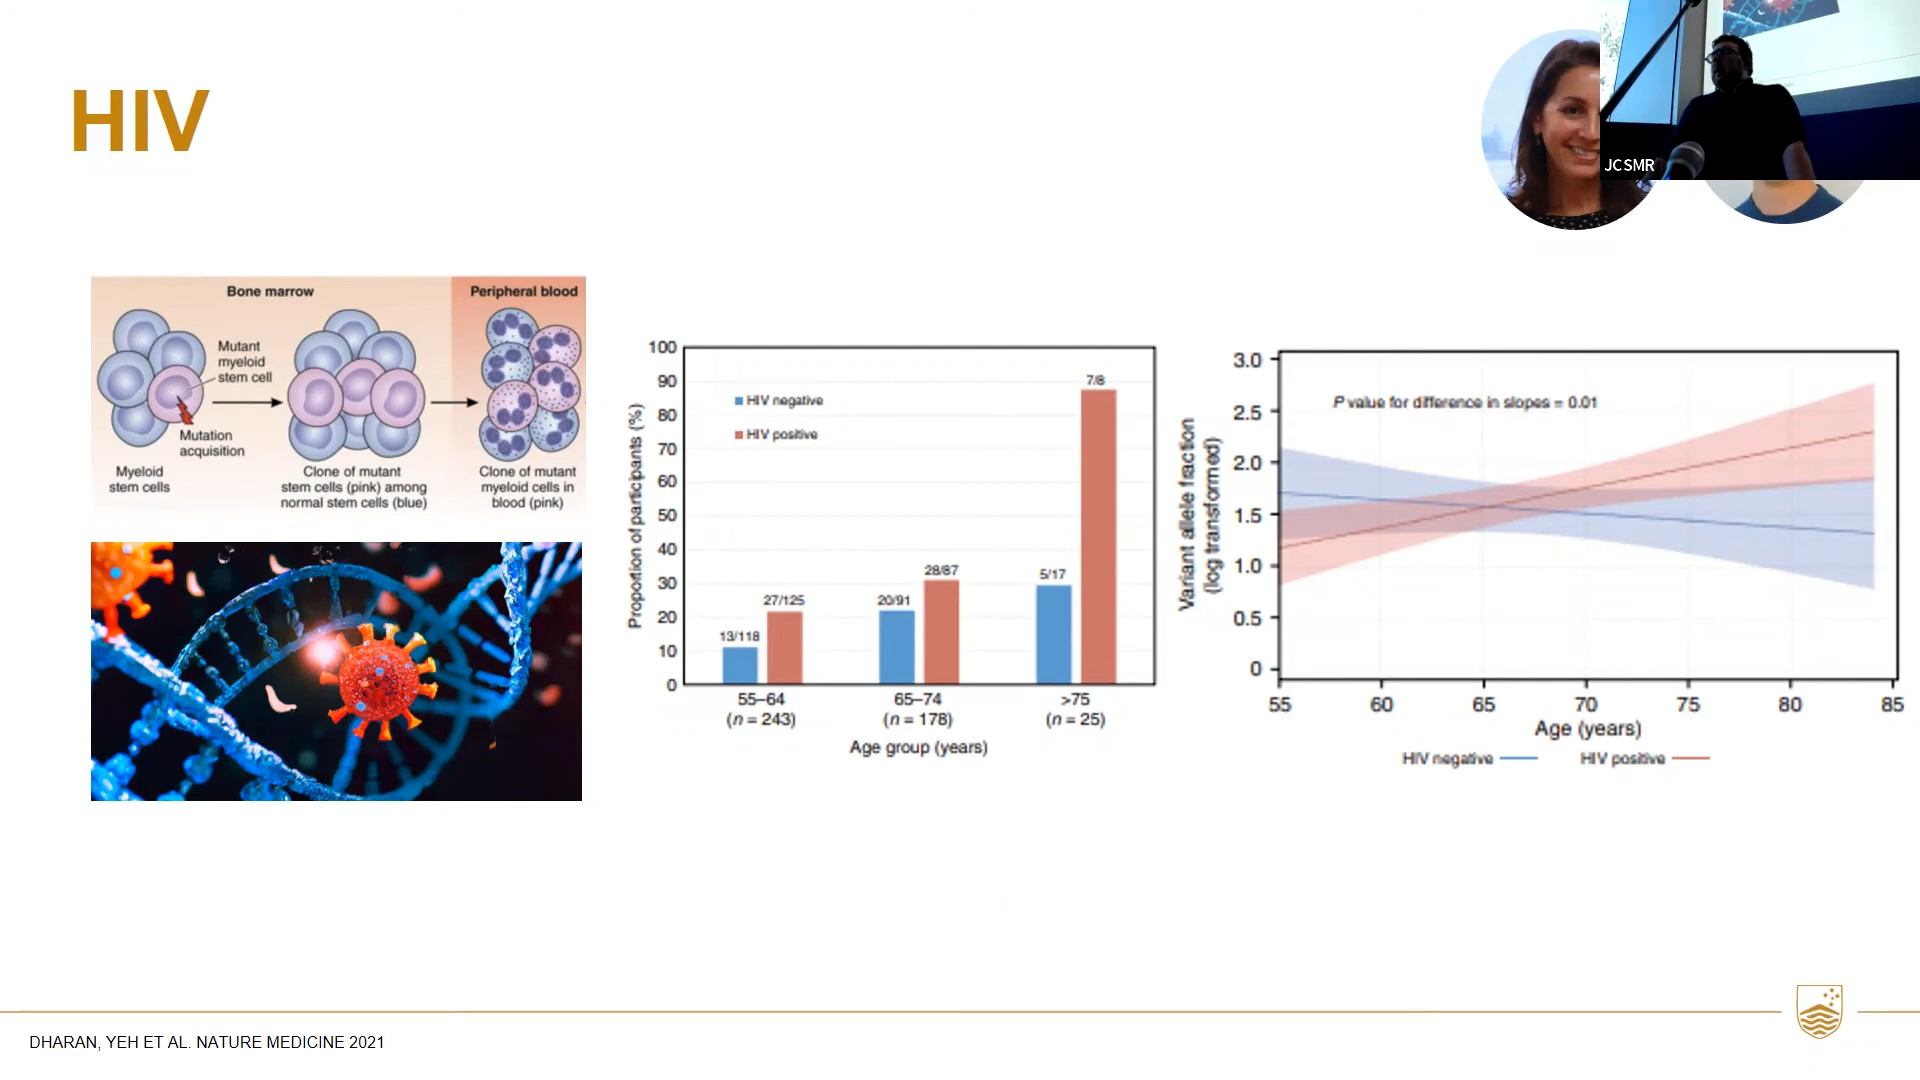 HIV
JCSMR
Bone marrow
Peripheral blood
Mutant
myeloid
stem cell
Mutation
acquisition
Myeloid
stem cells
Clone of mutant
stem cells (pink) among
normal stem cells (blue)
Clone of mutant
myeloid cells in
blood (pink)
Proportion of participants (%)
100
90
80
70
60
50
40
30
20
10
0
HIV negative
HIV positive
13/118
27/125
20/91
28/87
5/17
7/8
55–64
(n = 243)
65–74
(n = 178)
>75
(n = 25)
Age group (years)
Variant allele fraction
(log transformed)
3.0
2.5
2.0
1.5
1.0
0.5
0
P value for difference in slopes = 0.01
55
60
65
70
75
80
85
Age (years)
HIV negative
HIV positive
DHARAN, YEH ET AL. NATURE MEDICINE 2021